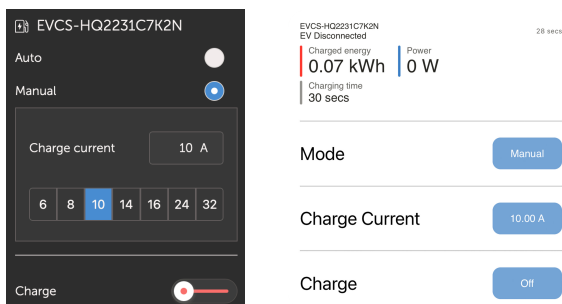 EVCS-HQ2231C7K2N
Auto
Manual
Charge current
10 A
6 8 10 14 16 24 32
Charge
EVCS-HQ2231C7K2N
EV Disconnected
28 secs
Charged energy
0.07 kWh
Power
0 W
Charging time
30 secs
Mode
Manual
Charge Current
10.00 A
Charge
Off